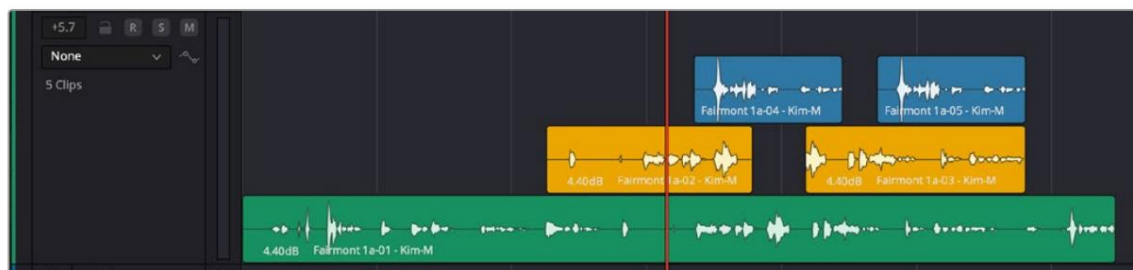 +5.7 R S M
None
5 Clips
Fairmont 1a-04 - Kim-M
Fairmont 1a-05 - Kim-M
4.40dB Fairmont 1a-02 - Kim-M
4.40dB Fairmont 1a-03 - Kim-M
4.40dB Fairmont 1a-01 - Kim-M